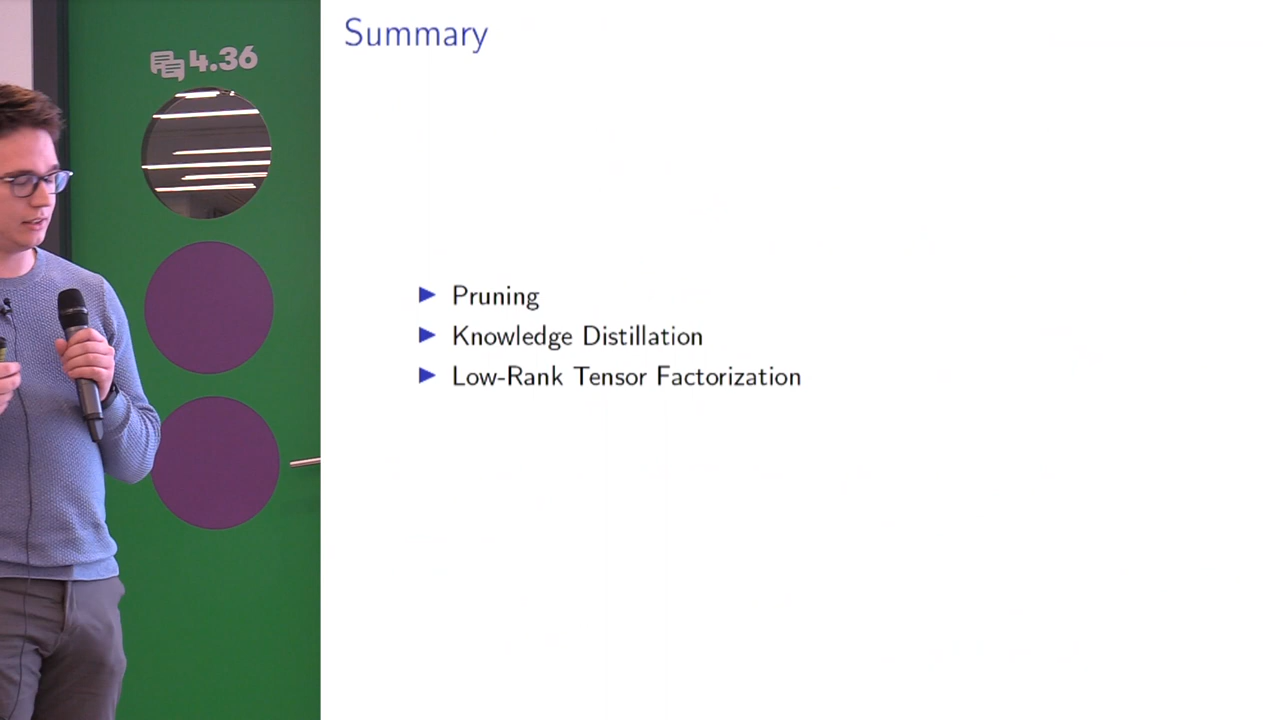 4.36
Summary
Pruning
Knowledge Distillation
Low-Rank Tensor Factorization